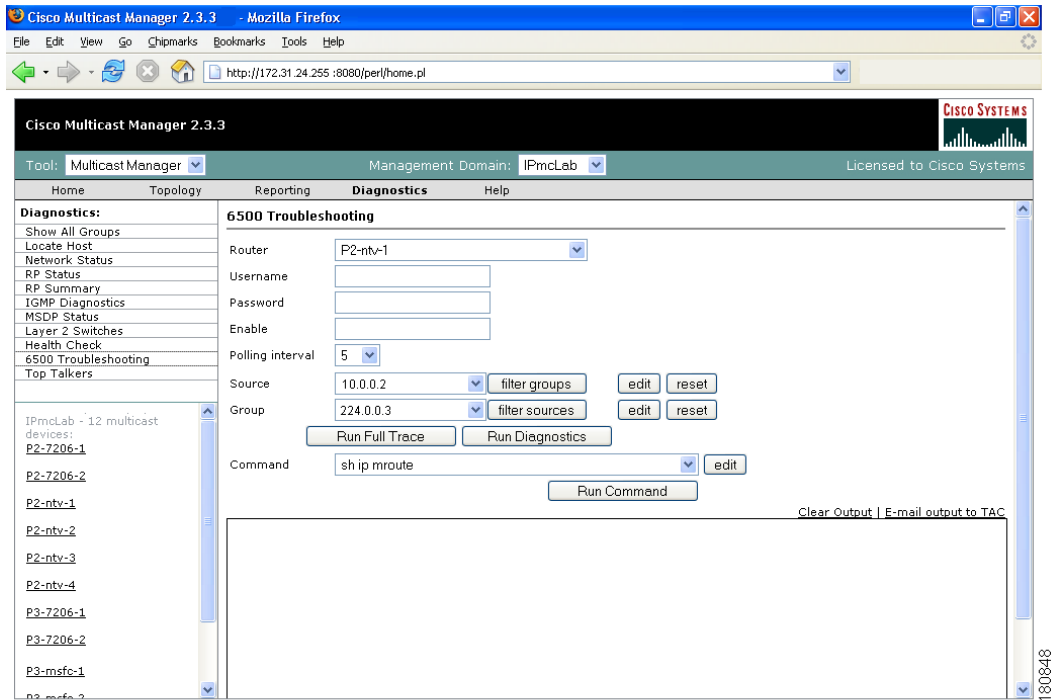 Cisco Multicast Manager 2.3.3 - Mozilla Firefox
File Edit View Go Chipmarks Bookmarks Tools Help
http://172.31.24.255 :8080/perl/home.pl
Cisco Multicast Manager 2.3.3
CISCO SYSTEMS
Tool: Multicast Manager Management Domain: IPmcLab Licensed to Cisco Systems
Home Topology Reporting Diagnostics Help
Diagnostics:
Show All Groups
Locate Host
Network Status
RP Status
RP Summary
IGMP Diagnostics
MSDP Status
Layer 2 Switches
Health Check
6500 Troubleshooting
Top Talkers
IPmcLab - 12 multicast
devices:
P2-7206-1
P2-7206-2
P2-ntv-1
P2-ntv-2
P2-ntv-3
P2-ntv-4
P3-7206-1
P3-7206-2
P3-msfc-1
P3-msfc-2
6500 Troubleshooting
Router P2-ntv-1
Username
Password
Enable
Polling interval 5
Source 10.0.0.2 filter groups edit reset
Group 224.0.0.3 filter sources edit reset
Run Full Trace Run Diagnostics
Command sh ip mroute edit
Run Command
Clear Output | E-mail output to TAC
180848